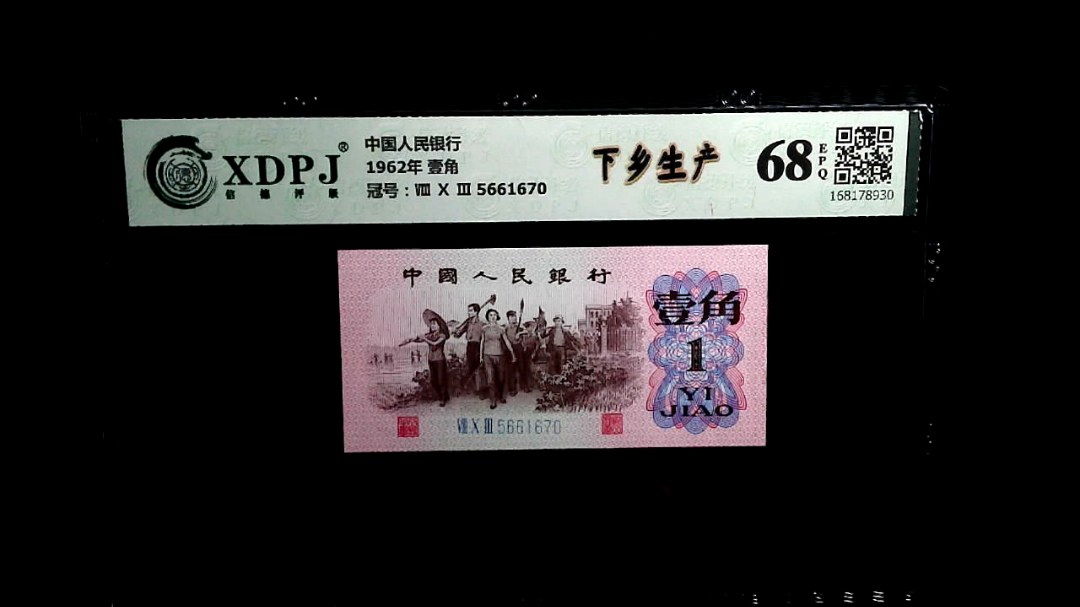 XDPJ®
信德评级
中国人民银行
1962年 壹角
冠号：Ⅷ Ⅹ Ⅲ 5661670
下乡生产
68
EPQ
168178930
中國人民銀行
壹角
1
YI
JIAO
Ⅷ Ⅹ Ⅲ 5661670